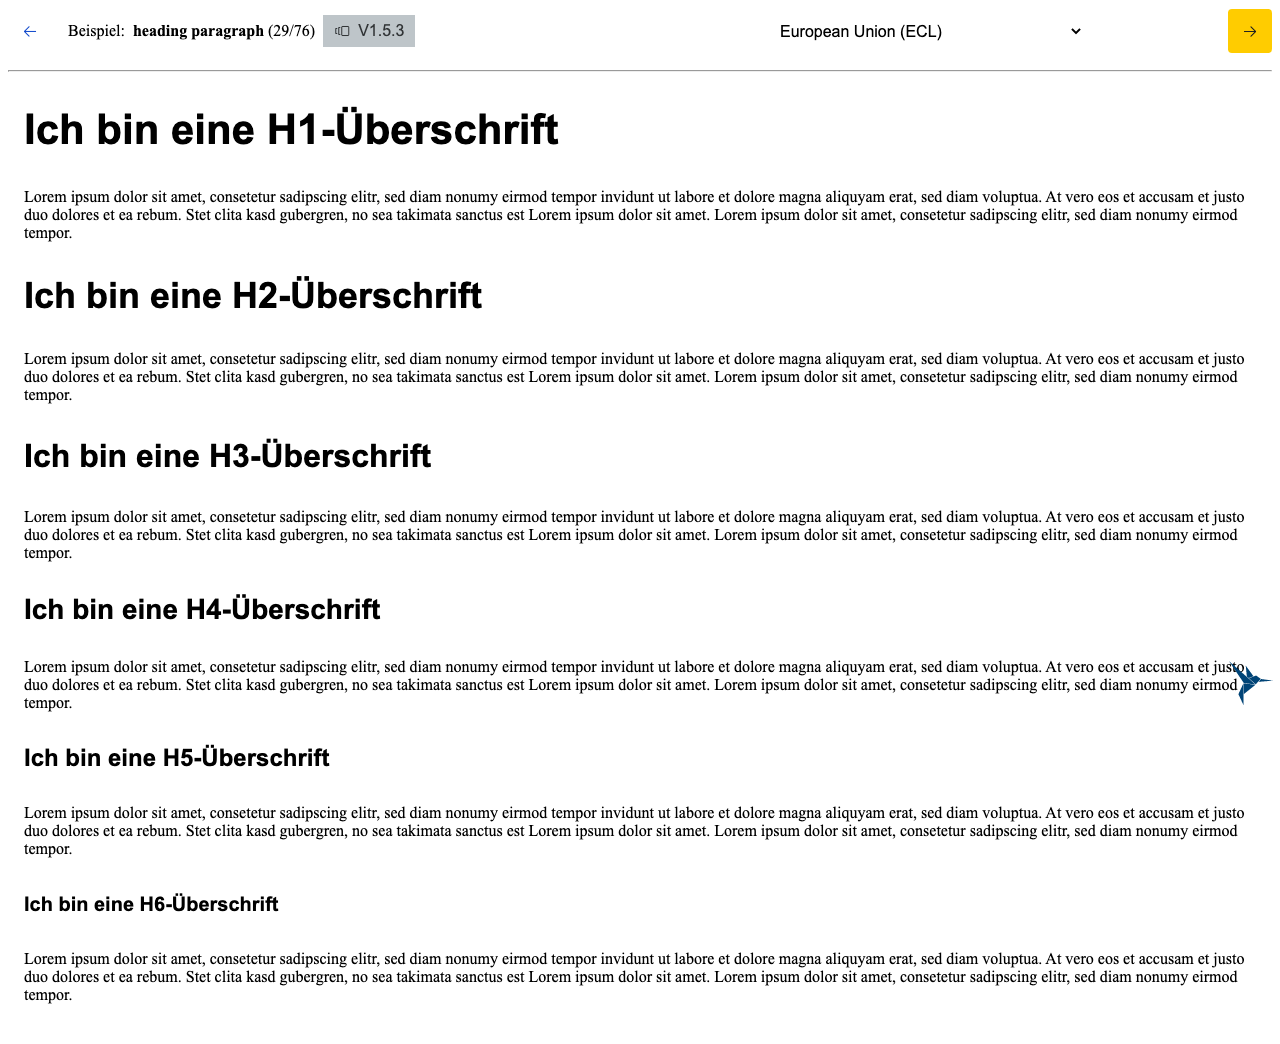 Beispiel: heading paragraph (29/76) V1.5.3 European Union (ECL)
Ich bin eine H1-Überschrift
Lorem ipsum dolor sit amet, consetetur sadipscing elitr, sed diam nonumy eirmod tempor invidunt ut labore et dolore magna aliquyam erat, sed diam voluptua. At vero eos et accusam et justo
duo dolores et ea rebum. Stet clita kasd gubergren, no sea takimata sanctus est Lorem ipsum dolor sit amet. Lorem ipsum dolor sit amet, consetetur sadipscing elitr, sed diam nonumy eirmod
tempor.
Ich bin eine H2-Überschrift
Lorem ipsum dolor sit amet, consetetur sadipscing elitr, sed diam nonumy eirmod tempor invidunt ut labore et dolore magna aliquyam erat, sed diam voluptua. At vero eos et accusam et justo
duo dolores et ea rebum. Stet clita kasd gubergren, no sea takimata sanctus est Lorem ipsum dolor sit amet. Lorem ipsum dolor sit amet, consetetur sadipscing elitr, sed diam nonumy eirmod
tempor.
Ich bin eine H3-Überschrift
Lorem ipsum dolor sit amet, consetetur sadipscing elitr, sed diam nonumy eirmod tempor invidunt ut labore et dolore magna aliquyam erat, sed diam voluptua. At vero eos et accusam et justo
duo dolores et ea rebum. Stet clita kasd gubergren, no sea takimata sanctus est Lorem ipsum dolor sit amet. Lorem ipsum dolor sit amet, consetetur sadipscing elitr, sed diam nonumy eirmod
tempor.
Ich bin eine H4-Überschrift
Lorem ipsum dolor sit amet, consetetur sadipscing elitr, sed diam nonumy eirmod tempor invidunt ut labore et dolore magna aliquyam erat, sed diam voluptua. At vero eos et accusam et justo
duo dolores et ea rebum. Stet clita kasd gubergren, no sea takimata sanctus est Lorem ipsum dolor sit amet. Lorem ipsum dolor sit amet, consetetur sadipscing elitr, sed diam nonumy eirmod
tempor.
Ich bin eine H5-Überschrift
Lorem ipsum dolor sit amet, consetetur sadipscing elitr, sed diam nonumy eirmod tempor invidunt ut labore et dolore magna aliquyam erat, sed diam voluptua. At vero eos et accusam et justo
duo dolores et ea rebum. Stet clita kasd gubergren, no sea takimata sanctus est Lorem ipsum dolor sit amet. Lorem ipsum dolor sit amet, consetetur sadipscing elitr, sed diam nonumy eirmod
tempor.
Ich bin eine H6-Überschrift
Lorem ipsum dolor sit amet, consetetur sadipscing elitr, sed diam nonumy eirmod tempor invidunt ut labore et dolore magna aliquyam erat, sed diam voluptua. At vero eos et accusam et justo
duo dolores et ea rebum. Stet clita kasd gubergren, no sea takimata sanctus est Lorem ipsum dolor sit amet. Lorem ipsum dolor sit amet, consetetur sadipscing elitr, sed diam nonumy eirmod
tempor.